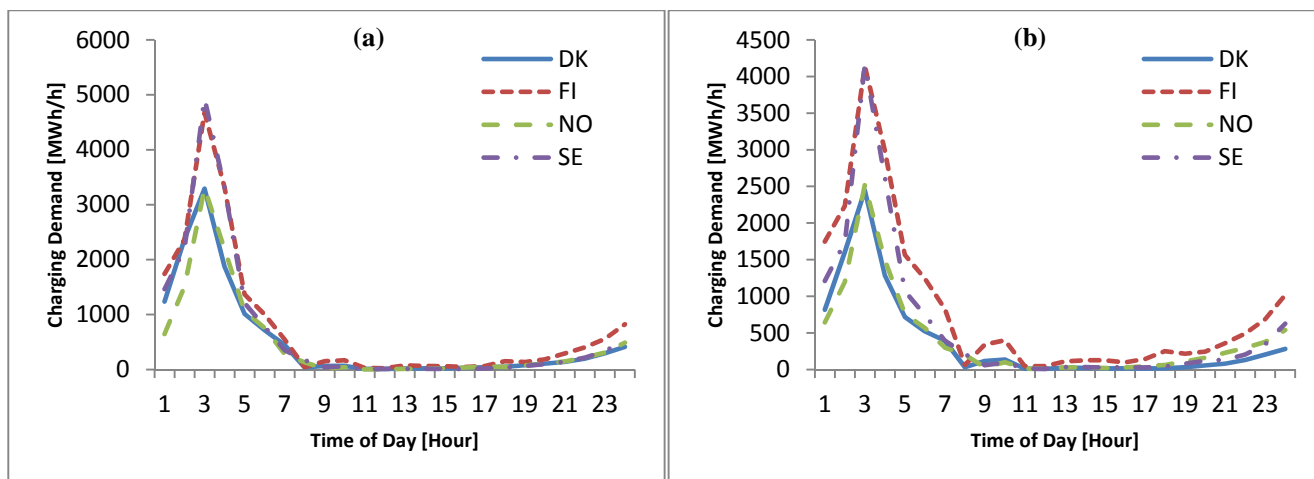 (a)
Charging Demand [MWh/h]
6000
5000
4000
3000
2000
1000
0
DK
FI
NO
SE
1 3 5 7 9 11 13 15 17 19 21 23
Time of Day [Hour]
(b)
Charging Demand [MWh/h]
4500
4000
3500
3000
2500
2000
1500
1000
500
0
DK
FI
NO
SE
1 3 5 7 9 11 13 15 17 19 21 23
Time of Day [Hour]